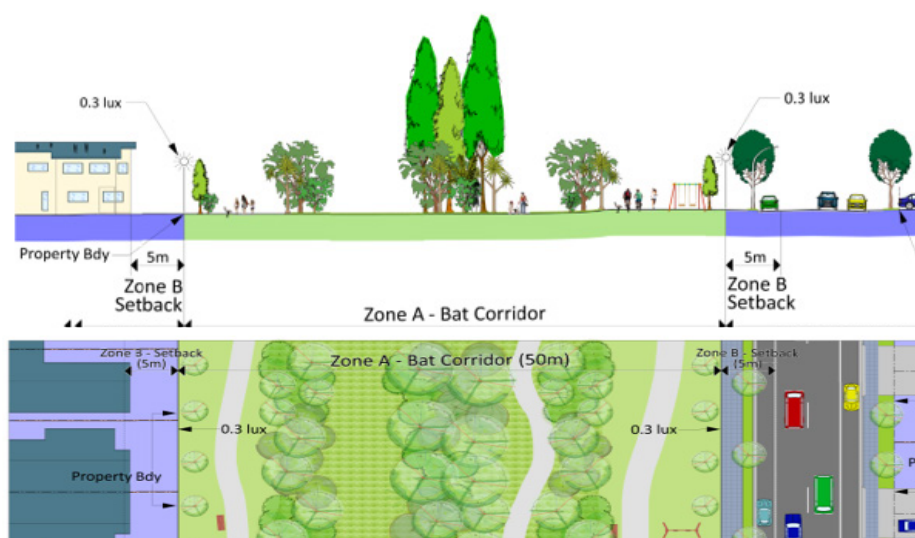 0.3 lux
0.3 lux
Property Bdy
5m
5m
Zone B
Setback
Zone B
Setback
Zone A - Bat Corridor
Zone B - Setback
(5m)
Zone A - Bat Corridor (50m)
Zone B - Setback
(5m)
0.3 lux
0.3 lux
Property Bdy
P